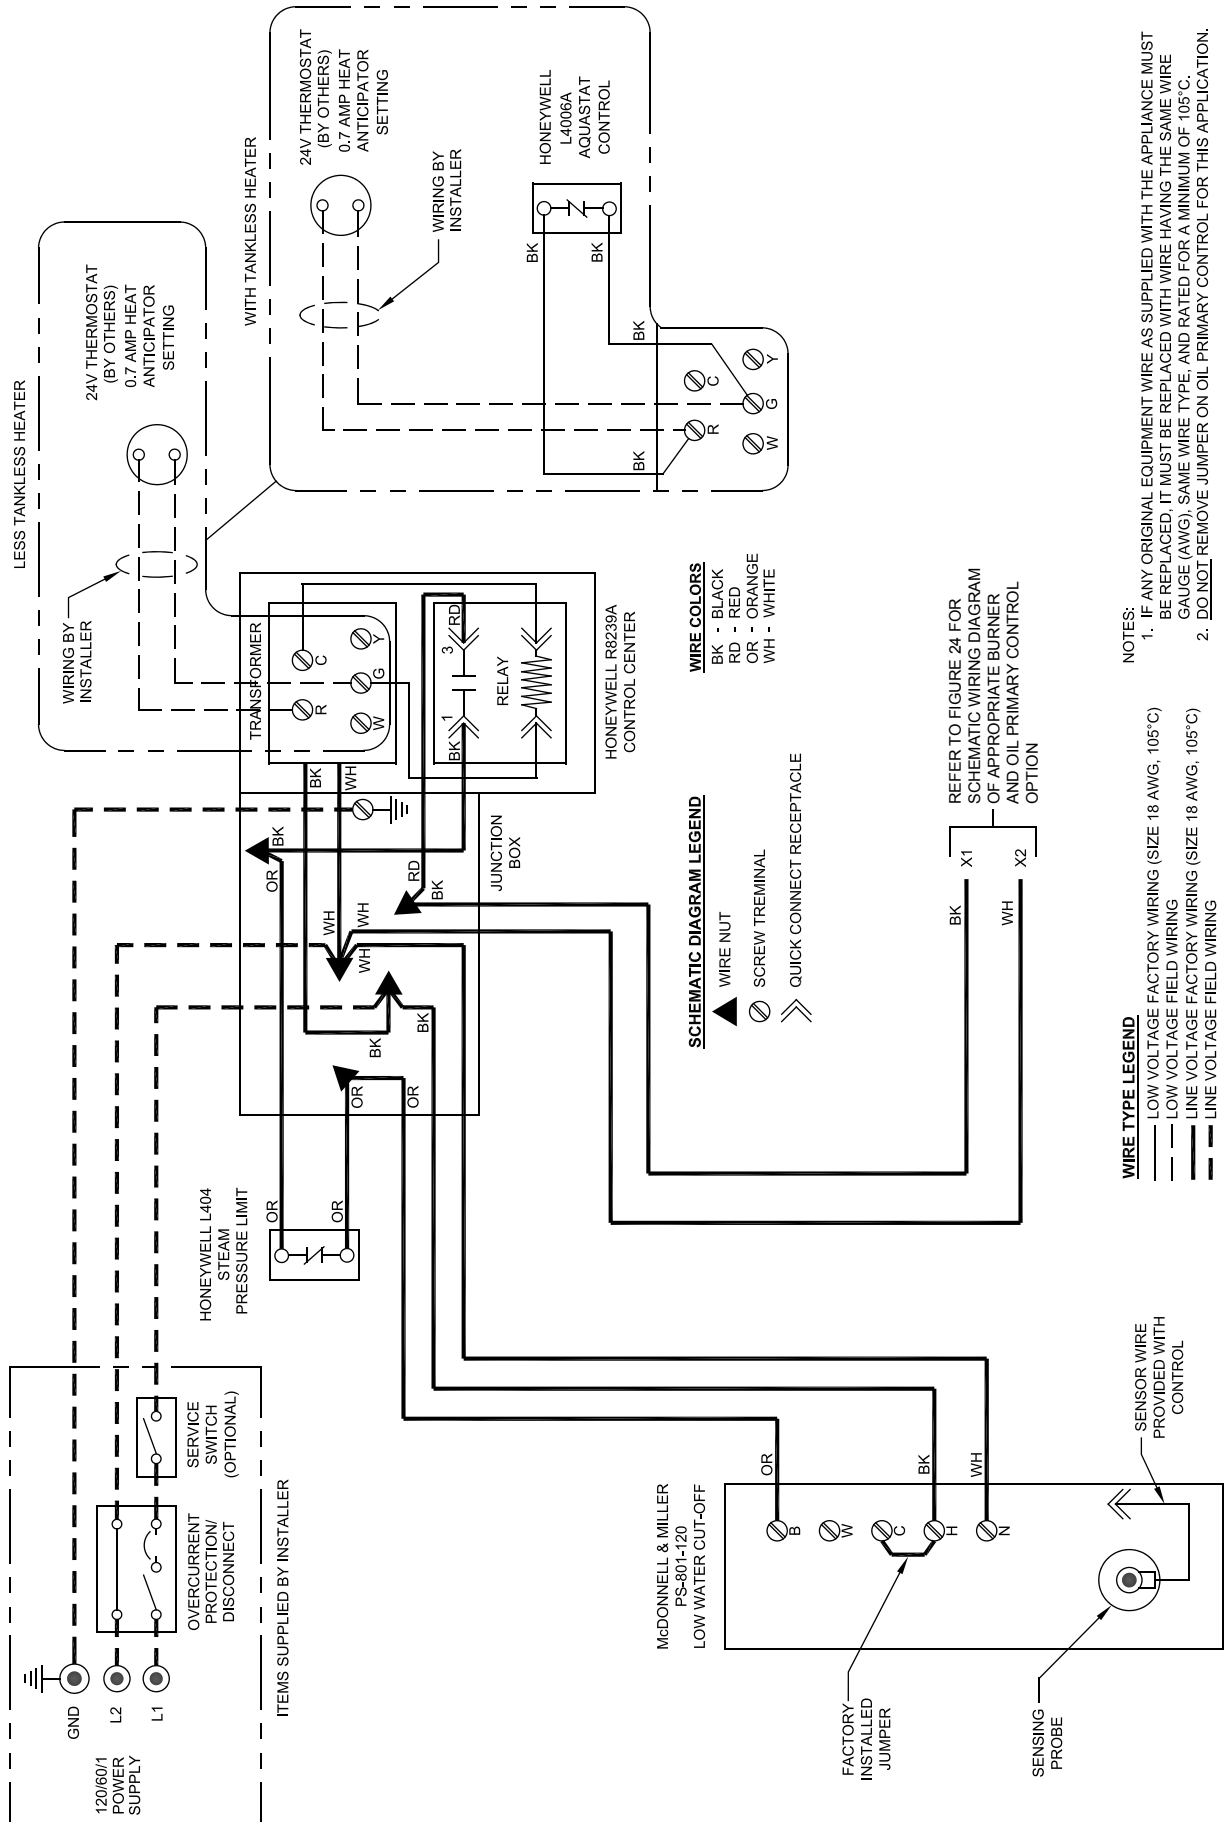 120/60/1
POWER
SUPPLY
GND
L2
L1
OVERCURRENT
PROTECTION/
DISCONNECT
SERVICE
SWITCH
(OPTIONAL)
ITEMS SUPPLIED BY INSTALLER
HONEYWELL L404
STEAM
PRESSURE LIMIT
OR
OR
OR
OR
OR
BK
BK
BK
WH
WH
WH
RD
BK
BK
WH
JUNCTION
BOX
TRANSFORMER
R
C
W
G
Y
BK
1
3
RD
RELAY
HONEYWELL R8239A
CONTROL CENTER
LESS TANKLESS HEATER
WIRING BY
INSTALLER
24V THERMOSTAT
(BY OTHERS)
0.7 AMP HEAT
ANTICIPATOR
SETTING
WITH TANKLESS HEATER
24V THERMOSTAT
(BY OTHERS)
0.7 AMP HEAT
ANTICIPATOR
SETTING
WIRING BY
INSTALLER
HONEYWELL
L4006A
AQUASTAT
CONTROL
BK
BK
BK
BK
R
C
W
G
Y
McDONNELL & MILLER
PS-801-120
LOW WATER CUT-OFF
OR
BK
WH
B
W
C
H
N
FACTORY
INSTALLED
JUMPER
SENSING
PROBE
SENSOR WIRE
PROVIDED WITH
CONTROL
BK
WH
X1
X2
REFER TO FIGURE 24 FOR
SCHEMATIC WIRING DIAGRAM
OF APPROPRIATE BURNER
AND OIL PRIMARY CONTROL
OPTION
SCHEMATIC DIAGRAM LEGEND
WIRE NUT
SCREW TREMINAL
QUICK CONNECT RECEPTACLE
WIRE COLORS
BK - BLACK
RD - RED
OR - ORANGE
WH - WHITE
WIRE TYPE LEGEND
LOW VOLTAGE FACTORY WIRING (SIZE 18 AWG, 105°C)
LOW VOLTAGE FIELD WIRING
LINE VOLTAGE FACTORY WIRING (SIZE 18 AWG, 105°C)
LINE VOLTAGE FIELD WIRING
NOTES:
1. IF ANY ORIGINAL EQUIPMENT WIRE AS SUPPLIED WITH THE APPLIANCE MUST
BE REPLACED, IT MUST BE REPLACED WITH WIRE HAVING THE SAME WIRE
GAUGE (AWG), SAME WIRE TYPE, AND RATED FOR A MINIMUM OF 105°C.
2. DO NOT REMOVE JUMPER ON OIL PRIMARY CONTROL FOR THIS APPLICATION.